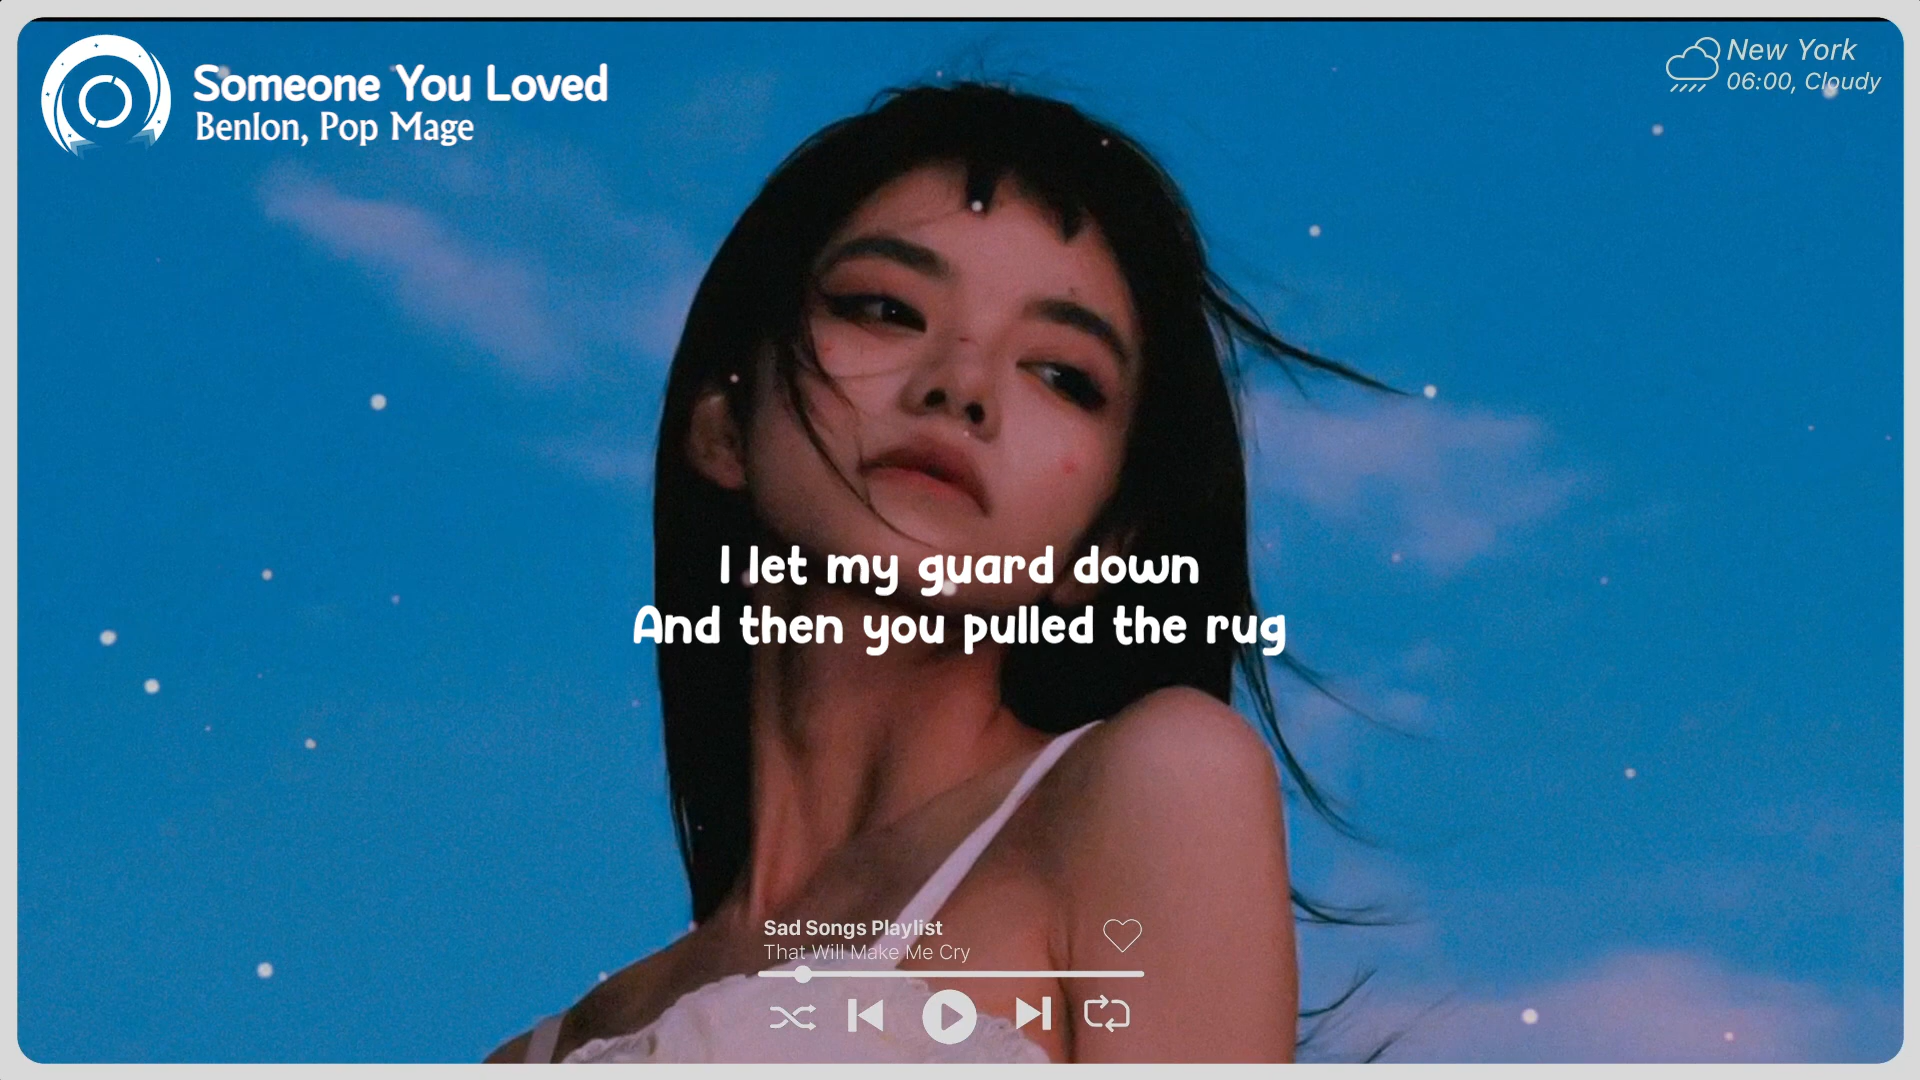 Someone You Loved
Benlon, Pop Mage
New York
06:00, Cloudy
I let my guard down
And then you pulled the rug
Sad Songs Playlist
That Will Make Me Cry